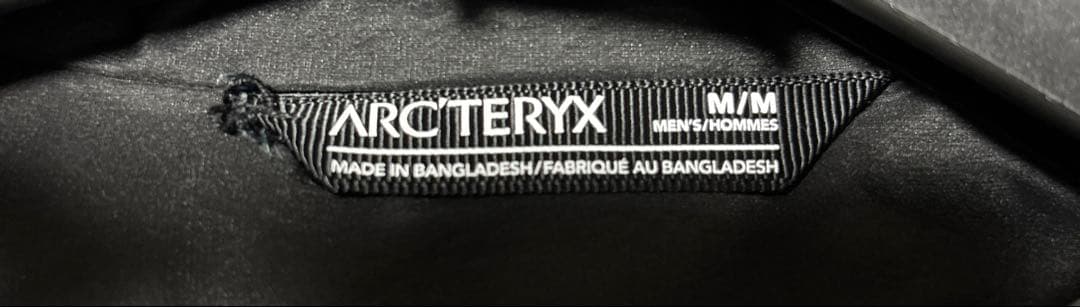 ARC'TERYX
M/M
MEN'S/HOMMES
MADE IN BANGLADESH/FABRIQUÉ AU BANGLADESH